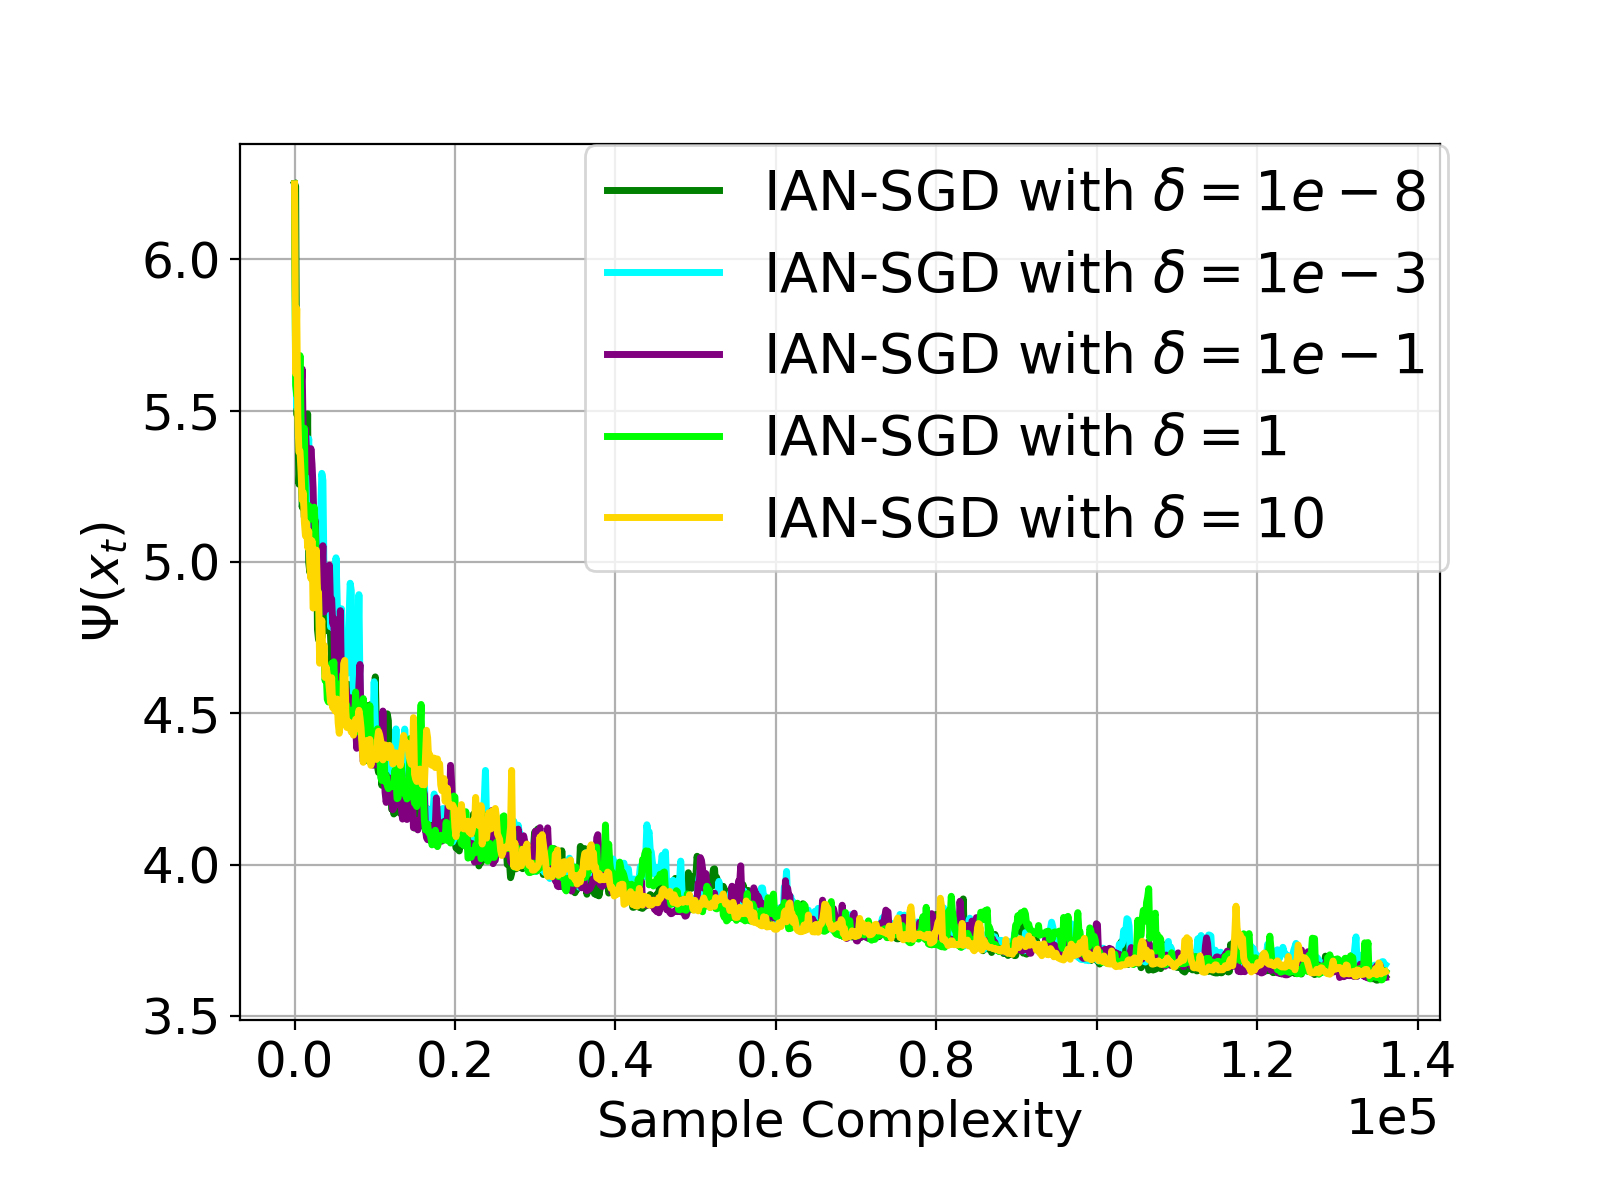 IAN-SGD with δ = 1e − 8
IAN-SGD with δ = 1e − 3
IAN-SGD with δ = 1e − 1
IAN-SGD with δ = 1
IAN-SGD with δ = 10
6.0
5.5
5.0
4.5
4.0
3.5
Ψ(xₜ)
0.0 0.2 0.4 0.6 0.8 1.0 1.2 1.4
Sample Complexity
1e5